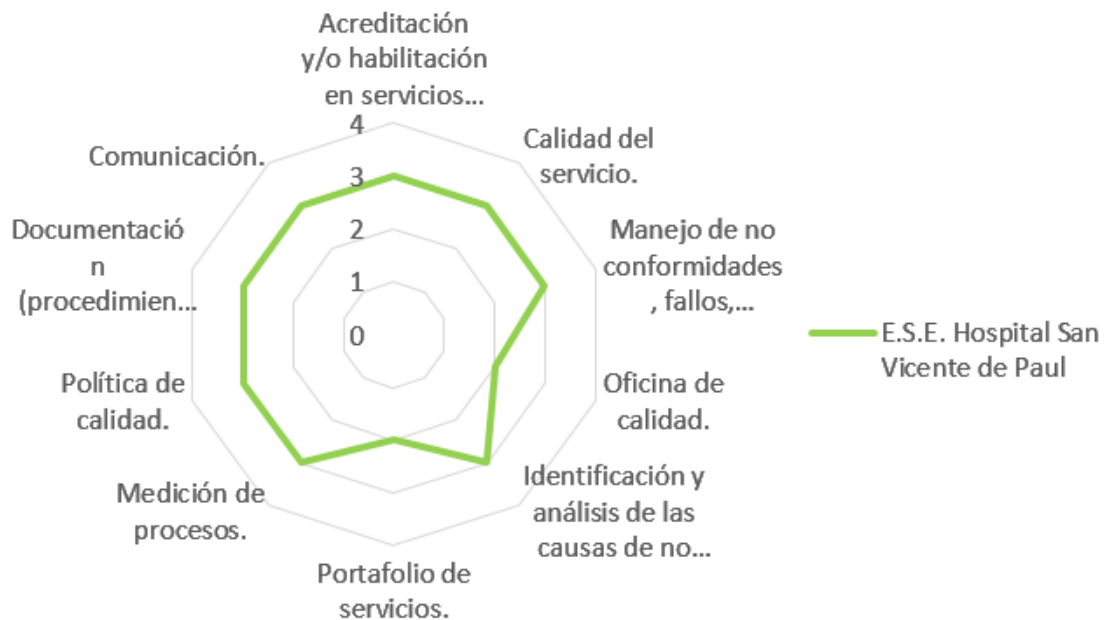 Acreditación
y/o habilitación
en servicios...
Calidad del
servicio.
Manejo de no
conformidades
, fallos,...
Oficina de
calidad.
Identificación y
análisis de las
causas de no...
Portafolio de
servicios.
Medición de
procesos.
Política de
calidad.
Documentació
n
(procedimien...
Comunicación.
4
3
2
1
0
E.S.E. Hospital San
Vicente de Paul